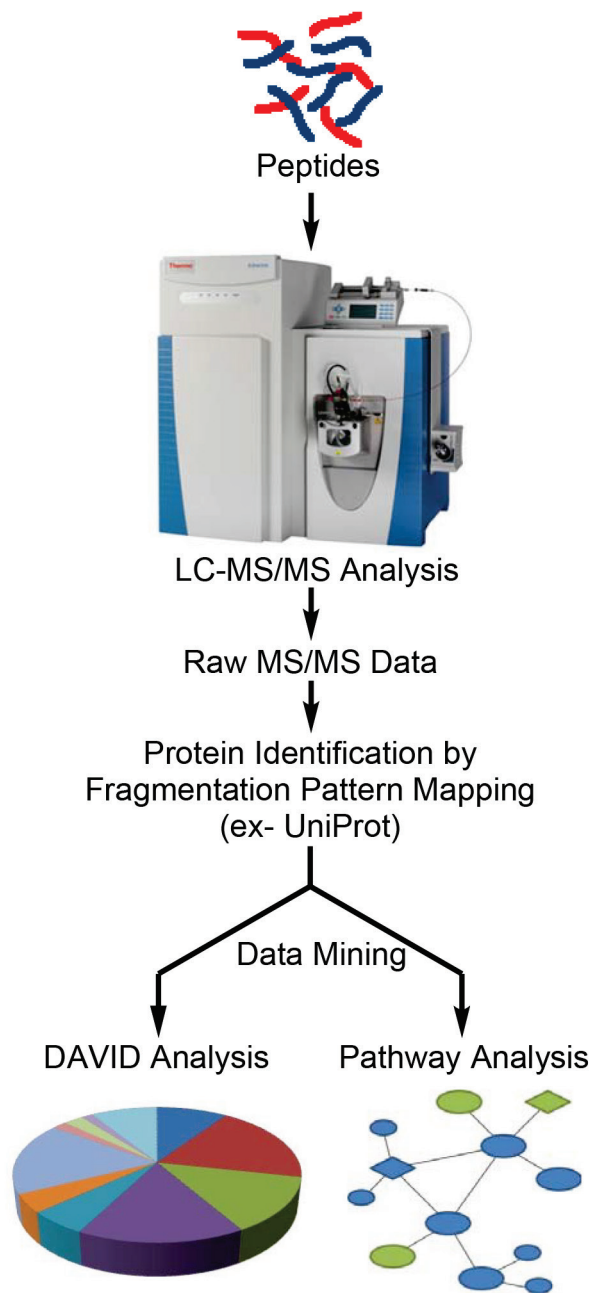 Peptides
Thermo
LC-MS/MS Analysis
Raw MS/MS Data
Protein Identification by
Fragmentation Pattern Mapping
(ex- UniProt)
Data Mining
DAVID Analysis
Pathway Analysis